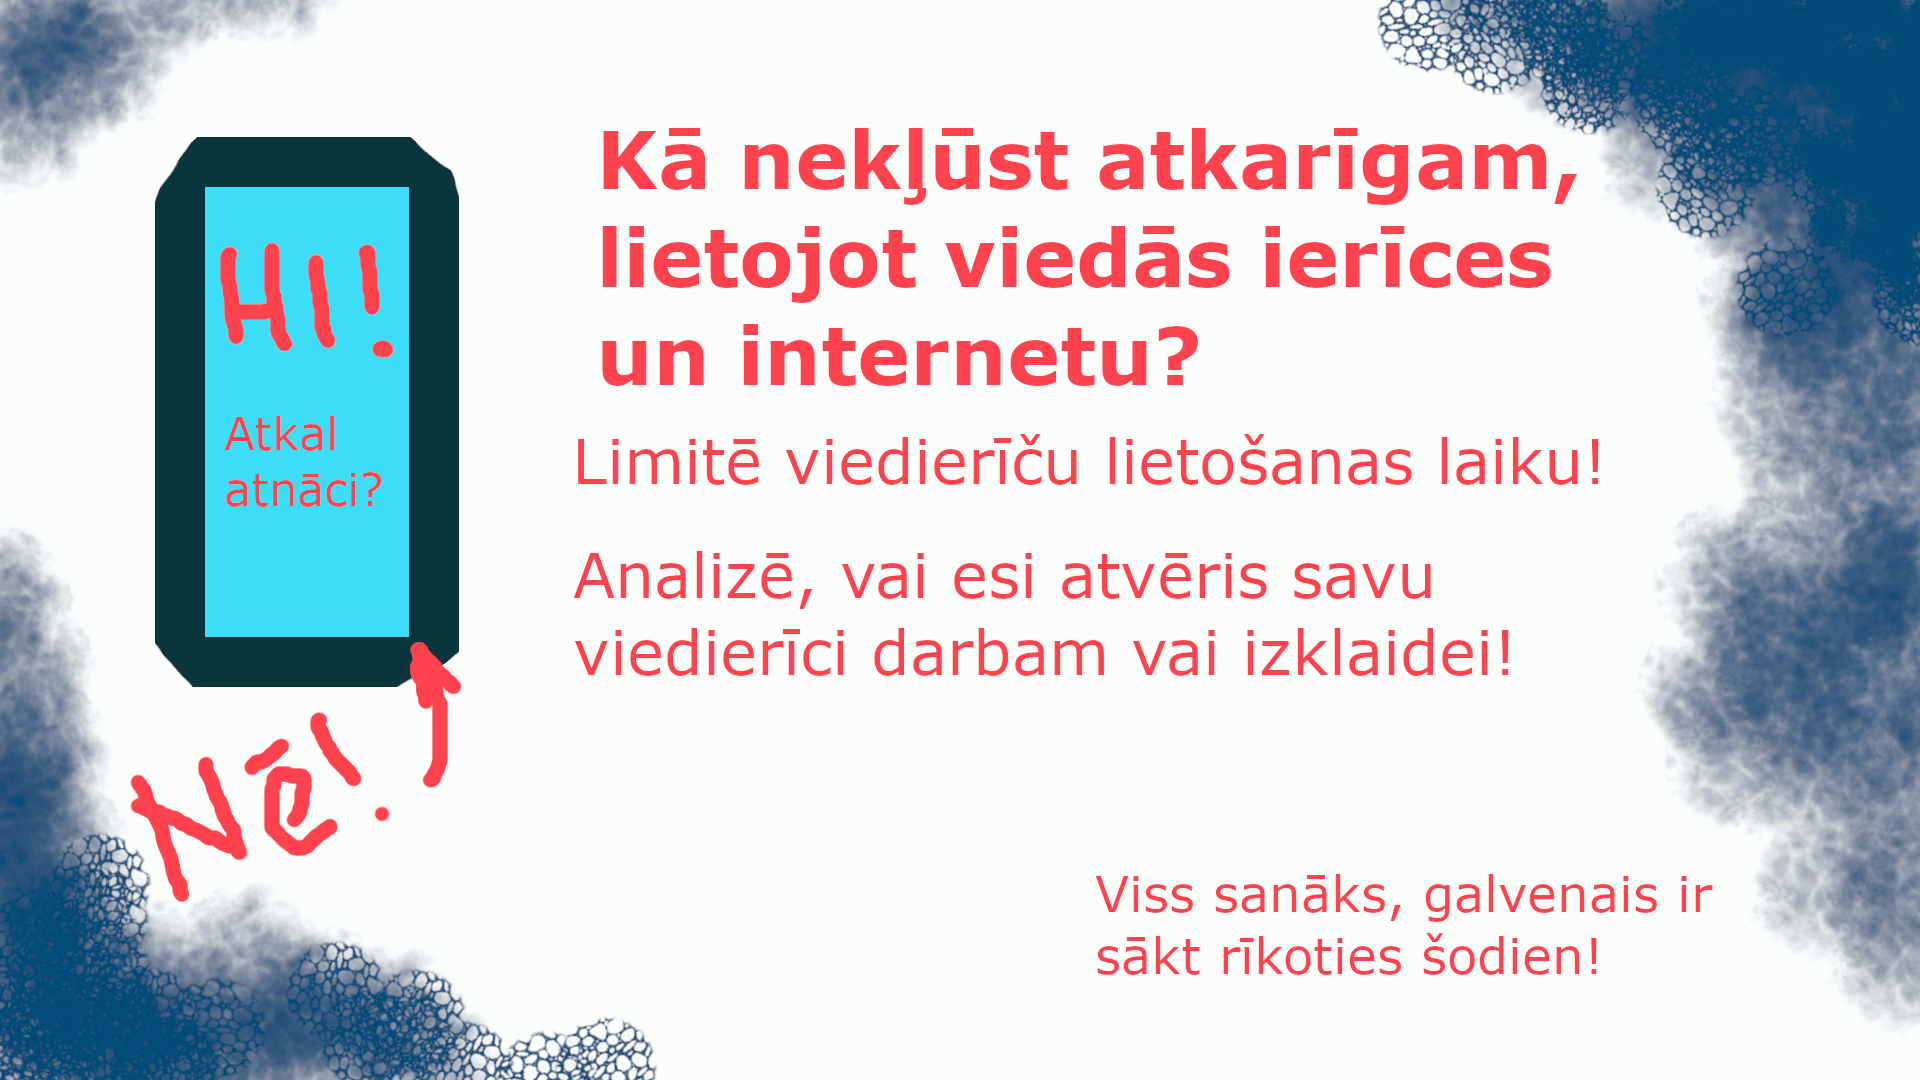 Kā nekļūst atkarīgam,
lietojot viedās ierīces
un internetu?
HI!
Atkal
atnāci?
Limitē viedierīču lietošanas laiku!
Analizē, vai esi atvēris savu
viedierīci darbam vai izklaidei!
Nē!
Viss sanāks, galvenais ir
sākt rīkoties šodien!